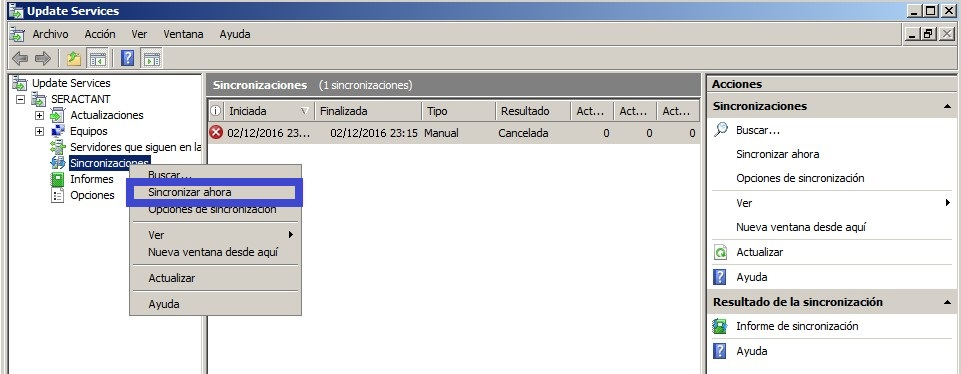 Update Services
Archivo Acción Ver Ventana Ayuda
Update Services
SERACTANT
Actualizaciones
Equipos
Servidores que siguen en la
Sincronizaciones
Informes
Opciones
Buscar...
Sincronizar ahora
Opciones de sincronización
Ver
Nueva ventana desde aquí
Actualizar
Ayuda
Sincronizaciones (1 sincronizaciones)
Iniciada Finalizada Tipo Resultado Act... Act... Act...
02/12/2016 23... 02/12/2016 23:15 Manual Cancelada 0 0 0
Acciones
Sincronizaciones
Buscar...
Sincronizar ahora
Opciones de sincronización
Ver
Nueva ventana desde aquí
Actualizar
Ayuda
Resultado de la sincronización
Informe de sincronización
Ayuda